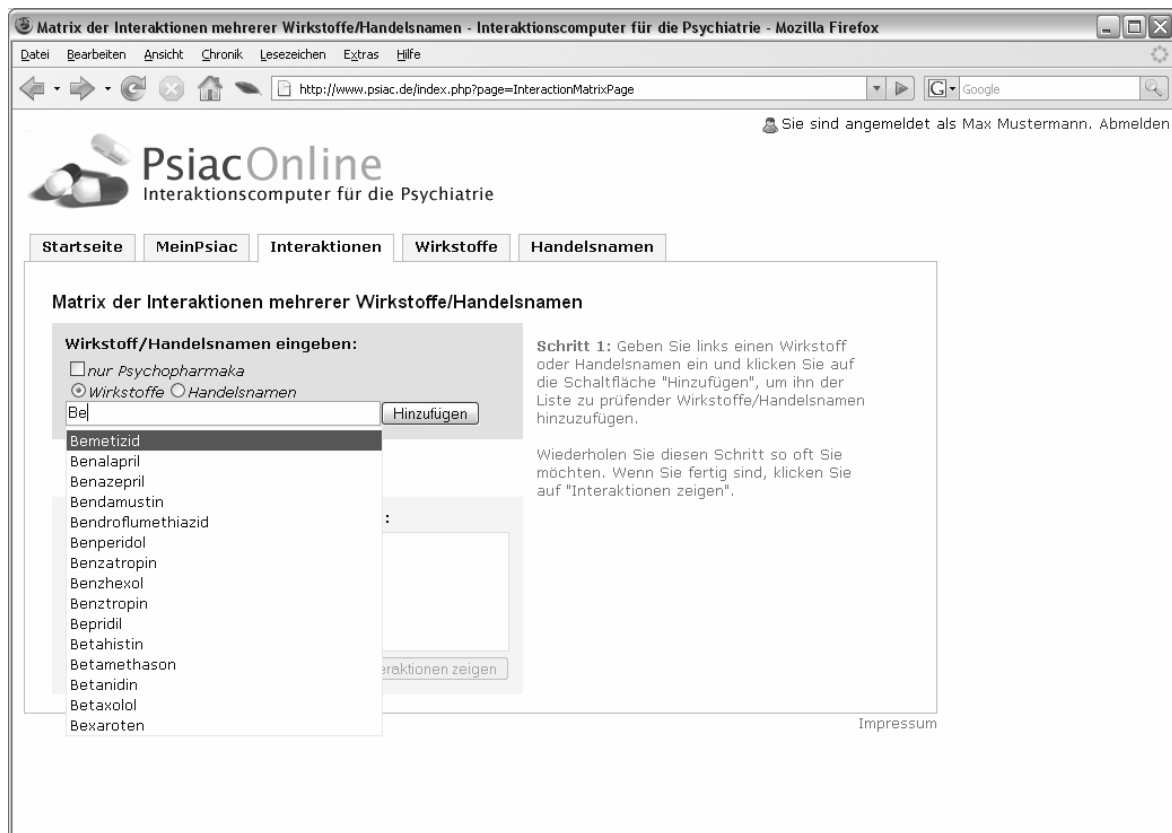 Matrix der Interaktionen mehrerer Wirkstoffe/Handelsnamen - Interaktionscomputer für die Psychiatrie - Mozilla Firefox
Datei Bearbeiten Ansicht Chronik Lesezeichen Extras Hilfe
http://www.psiac.de/index.php?page=InteractionMatrixPage
G Google
Sie sind angemeldet als Max Mustermann. Abmelden
PsiacOnline
Interaktionscomputer für die Psychiatrie
Startseite MeinPsiac Interaktionen Wirkstoffe Handelsnamen
Matrix der Interaktionen mehrerer Wirkstoffe/Handelsnamen
Wirkstoff/Handelsnamen eingeben:
nur Psychopharmaka
Wirkstoffe Handelsnamen
Be Hinzufügen
Bemetizid
Benalapril
Benazepril
Bendamustin
Bendroflumethiazid
:
Benperidol
Benzatropin
Benzhexol
Benztropin
Bepridil
Betahistin
Betamethason
eraktionen zeigen
Betanidin
Betaxolol
Bexaroten
Schritt 1: Geben Sie links einen Wirkstoff
oder Handelsnamen ein und klicken Sie auf
die Schaltfläche "Hinzufügen", um ihn der
Liste zu prüfender Wirkstoffe/Handelsnamen
hinzuzufügen.
Wiederholen Sie diesen Schritt so oft Sie
möchten. Wenn Sie fertig sind, klicken Sie
auf "Interaktionen zeigen".
Impressum